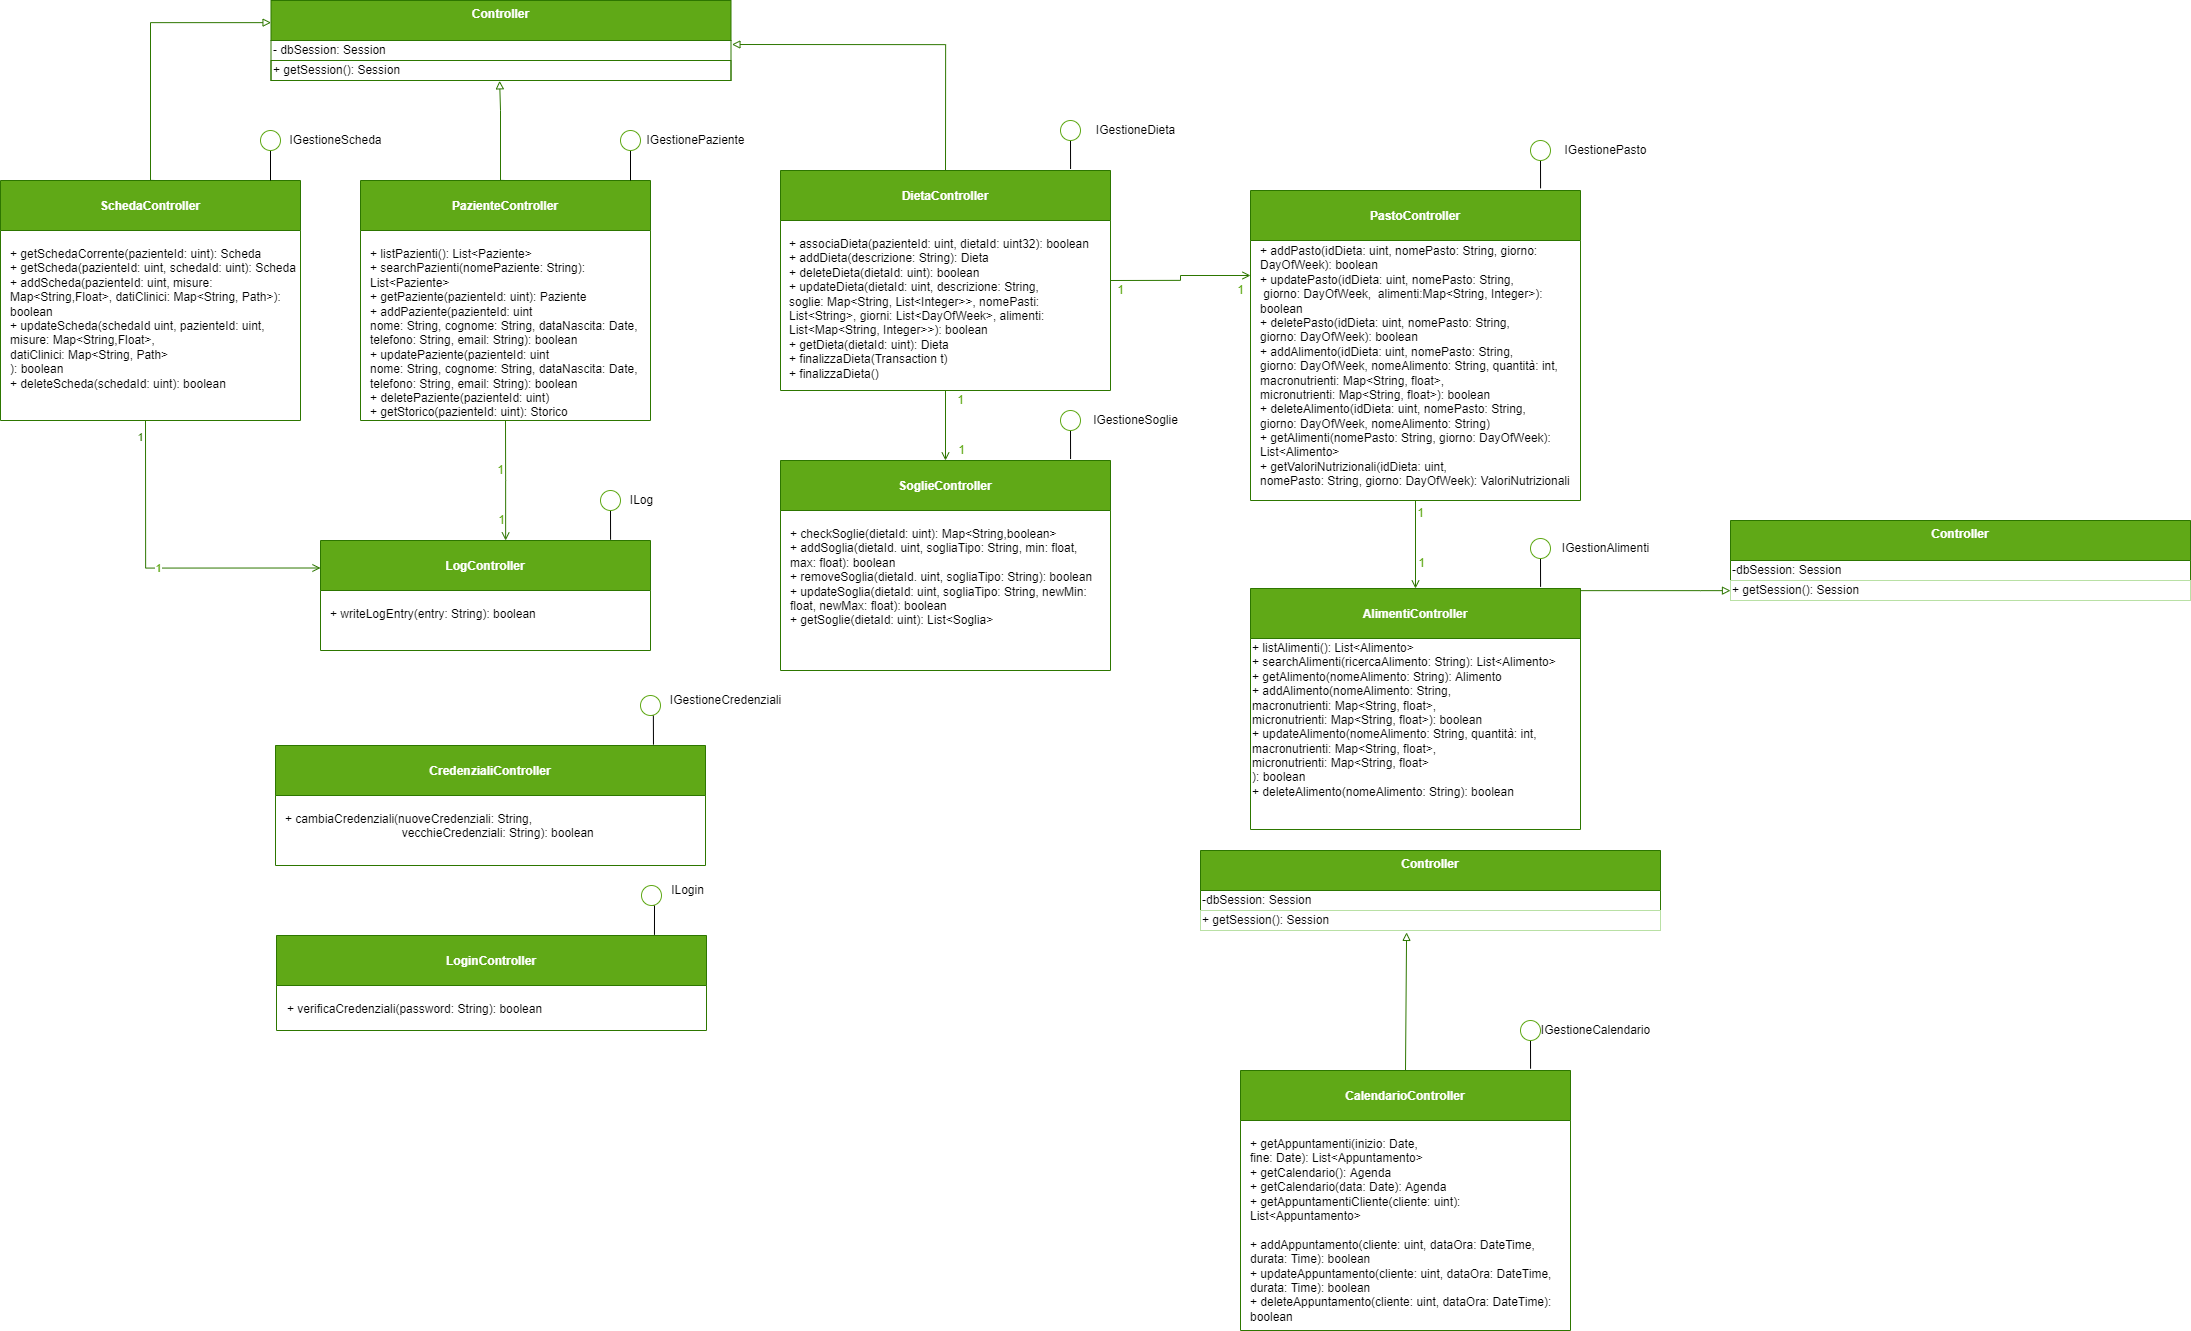 Controller
- dbSession: Session
+ getSession(): Session
IGestioneScheda
SchedaController
+ getSchedaCorrente(pazienteId: uint): Scheda
+ getScheda(pazienteId: uint, schedaId: uint): Scheda
+ addScheda(pazienteId: uint, misure:
Map<String,Float>, datiClinici: Map<String, Path>):
boolean
+ updateScheda(schedaId uint, pazienteId: uint,
misure: Map<String,Float>,
datiClinici: Map<String, Path>
): boolean
+ deleteScheda(schedaId: uint): boolean
1
1
IGestionePaziente
PazienteController
+ listPazienti(): List<Paziente>
+ searchPazienti(nomePaziente: String):
List<Paziente>
+ getPaziente(pazienteId: uint): Paziente
+ addPaziente(pazienteId: uint
nome: String, cognome: String, dataNascita: Date,
telefono: String, email: String): boolean
+ updatePaziente(pazienteId: uint
nome: String, cognome: String, dataNascita: Date,
telefono: String, email: String): boolean
+ deletePaziente(pazienteId: uint)
+ getStorico(pazienteId: uint): Storico
1
1
ILog
LogController
+ writeLogEntry(entry: String): boolean
IGestioneDieta
DietaController
+ associaDieta(pazienteId: uint, dietaId: uint32): boolean
+ addDieta(descrizione: String): Dieta
+ deleteDieta(dietaId: uint): boolean
+ updateDieta(dietaId: uint, descrizione: String,
soglie: Map<String, List<Integer>>, nomePasti:
List<String>, giorni: List<DayOfWeek>, alimenti:
List<Map<String, Integer>>): boolean
+ getDieta(dietaId: uint): Dieta
+ finalizzaDieta(Transaction t)
+ finalizzaDieta()
1
1
1
1
IGestioneSoglie
SoglieController
+ checkSoglie(dietaId: uint): Map<String,boolean>
+ addSoglia(dietaId. uint, sogliaTipo: String, min: float,
max: float): boolean
+ removeSoglia(dietaId. uint, sogliaTipo: String): boolean
+ updateSoglia(dietaId: uint, sogliaTipo: String, newMin:
float, newMax: float): boolean
+ getSoglie(dietaId: uint): List<Soglia>
IGestionePasto
PastoController
+ addPasto(idDieta: uint, nomePasto: String, giorno:
DayOfWeek): boolean
+ updatePasto(idDieta: uint, nomePasto: String,
giorno: DayOfWeek, alimenti:Map<String, Integer>):
boolean
+ deletePasto(idDieta: uint, nomePasto: String,
giorno: DayOfWeek): boolean
+ addAlimento(idDieta: uint, nomePasto: String,
giorno: DayOfWeek, nomeAlimento: String, quantità: int,
macronutrienti: Map<String, float>,
micronutrienti: Map<String, float>): boolean
+ deleteAlimento(idDieta: uint, nomePasto: String,
giorno: DayOfWeek, nomeAlimento: String)
+ getAlimenti(nomePasto: String, giorno: DayOfWeek):
List<Alimento>
+ getValoriNutrizionali(idDieta: uint,
nomePasto: String, giorno: DayOfWeek): ValoriNutrizionali
1
1
IGestionAlimenti
AlimentiController
+ listAlimenti(): List<Alimento>
+ searchAlimenti(ricercaAlimento: String): List<Alimento>
+ getAlimento(nomeAlimento: String): Alimento
+ addAlimento(nomeAlimento: String,
macronutrienti: Map<String, float>,
micronutrienti: Map<String, float>): boolean
+ updateAlimento(nomeAlimento: String, quantità: int,
macronutrienti: Map<String, float>,
micronutrienti: Map<String, float>
): boolean
+ deleteAlimento(nomeAlimento: String): boolean
Controller
-dbSession: Session
+ getSession(): Session
IGestioneCredenziali
CredenzialiController
+ cambiaCredenziali(nuoveCredenziali: String,
vecchieCredenziali: String): boolean
ILogin
LoginController
+ verificaCredenziali(password: String): boolean
Controller
-dbSession: Session
+ getSession(): Session
IGestioneCalendario
CalendarioController
+ getAppuntamenti(inizio: Date,
fine: Date): List<Appuntamento>
+ getCalendario(): Agenda
+ getCalendario(data: Date): Agenda
+ getAppuntamentiCliente(cliente: uint):
List<Appuntamento>
+ addAppuntamento(cliente: uint, dataOra: DateTime,
durata: Time): boolean
+ updateAppuntamento(cliente: uint, dataOra: DateTime,
durata: Time): boolean
+ deleteAppuntamento(cliente: uint, dataOra: DateTime):
boolean